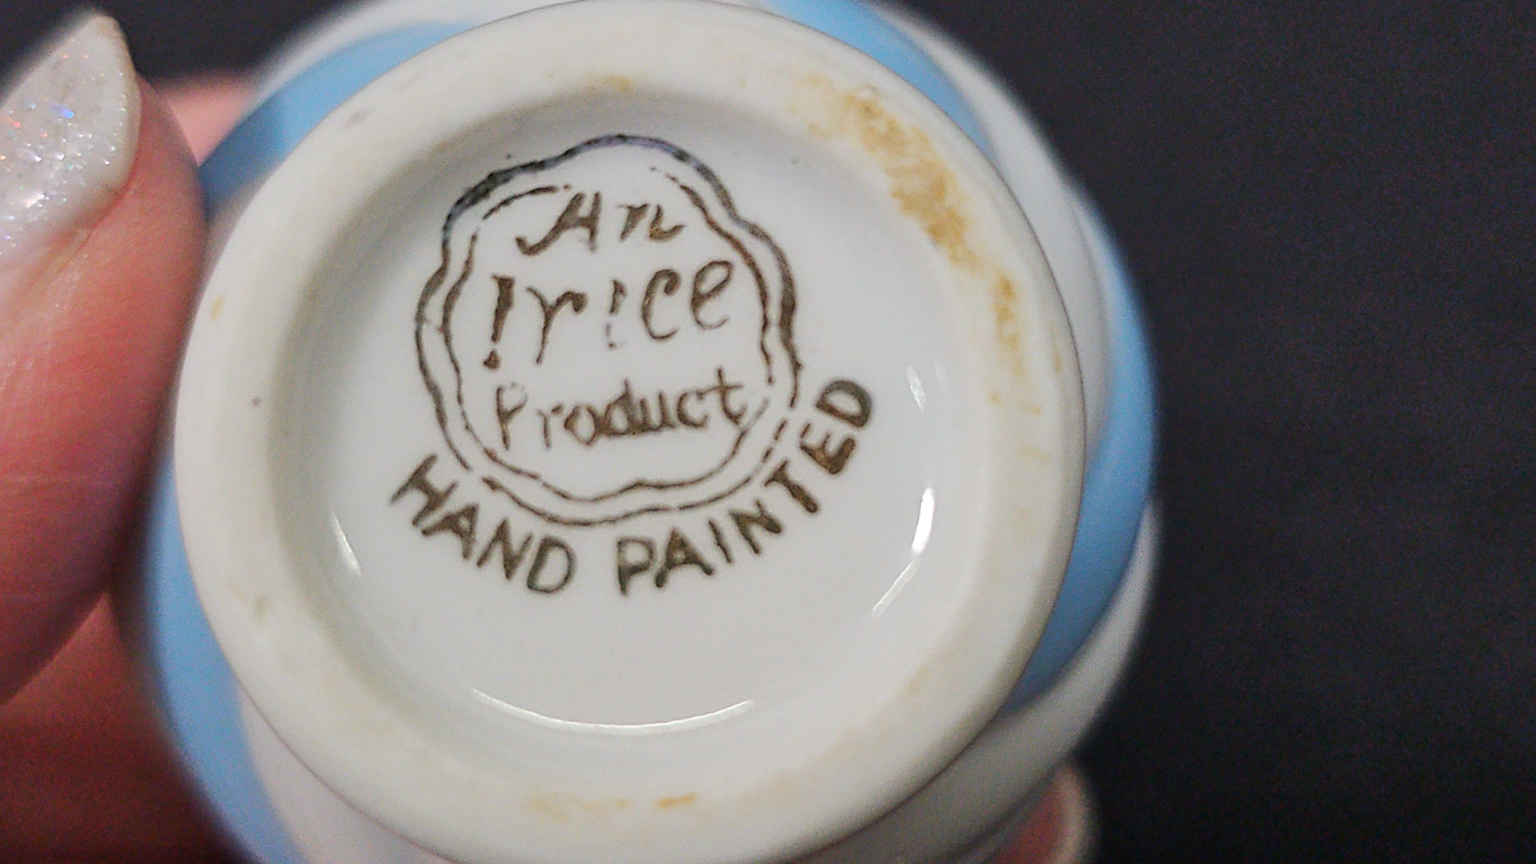 An
Irice
Product
HAND PAINTED